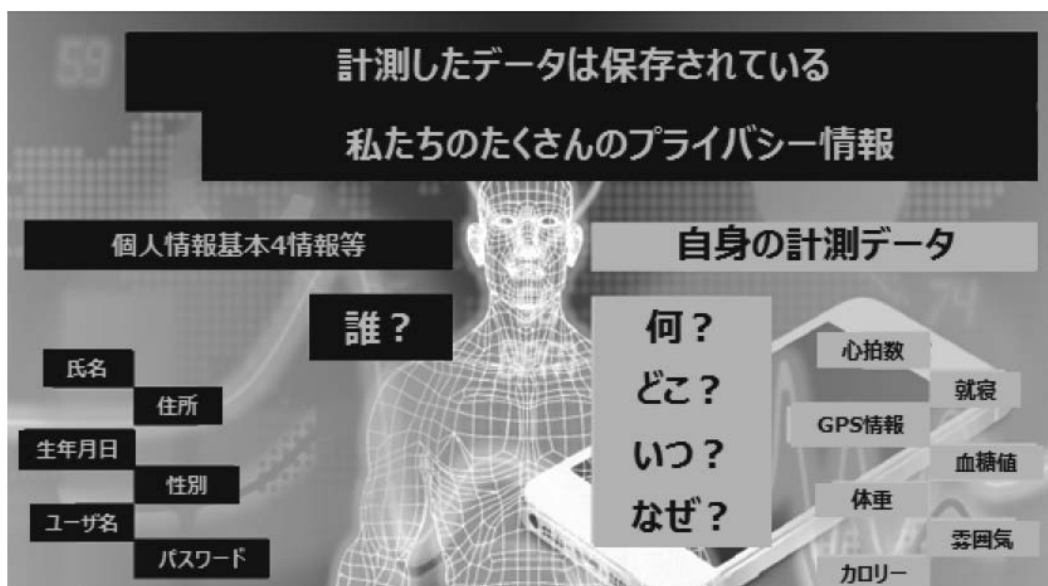 59
計測したデータは保存されている
私たちのたくさんのプライバシー情報
個人情報基本4情報等
誰？
氏名
住所
生年月日
性別
ユーザ名
パスワード
自身の計測データ
何？
どこ？
いつ？
なぜ？
74
心拍数
就寝
GPS情報
血糖値
体重
雰囲気
カロリー